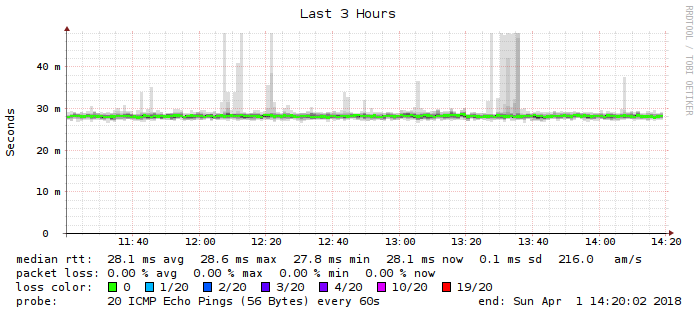 Last 3 Hours
RRDTOOL / TOBI OETIKER
Seconds
40 m
30 m
20 m
10 m
0
11:40 12:00 12:20 12:40 13:00 13:20 13:40 14:00 14:20
median rtt: 28.1 ms avg 28.6 ms max 27.8 ms min 28.1 ms now 0.1 ms sd 216.0 am/s
packet loss: 0.00 % avg 0.00 % max 0.00 % min 0.00 % now
loss color: 0 1/20 2/20 3/20 4/20 10/20 19/20
probe: 20 ICMP Echo Pings (56 Bytes) every 60s end: Sun Apr 1 14:20:02 2018